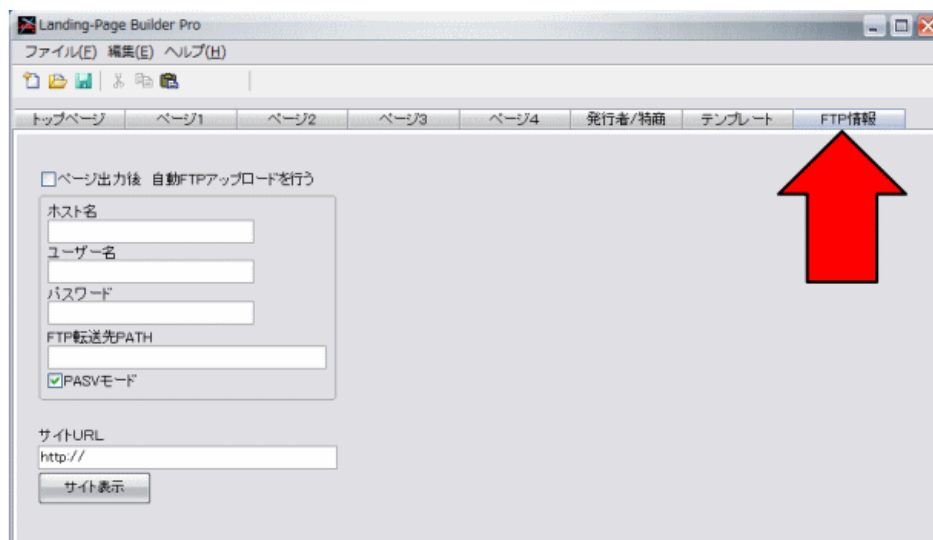 Landing-Page Builder Pro
ファイル(F) 編集(E) ヘルプ(H)
トップページ ページ1 ページ2 ページ3 ページ4 発行者/特商 テンプレート FTP情報
ページ出力後 自動FTPアップロードを行う
ホスト名
ユーザー名
パスワード
FTP転送先PATH
PASVモード
サイトURL
http://
サイト表示